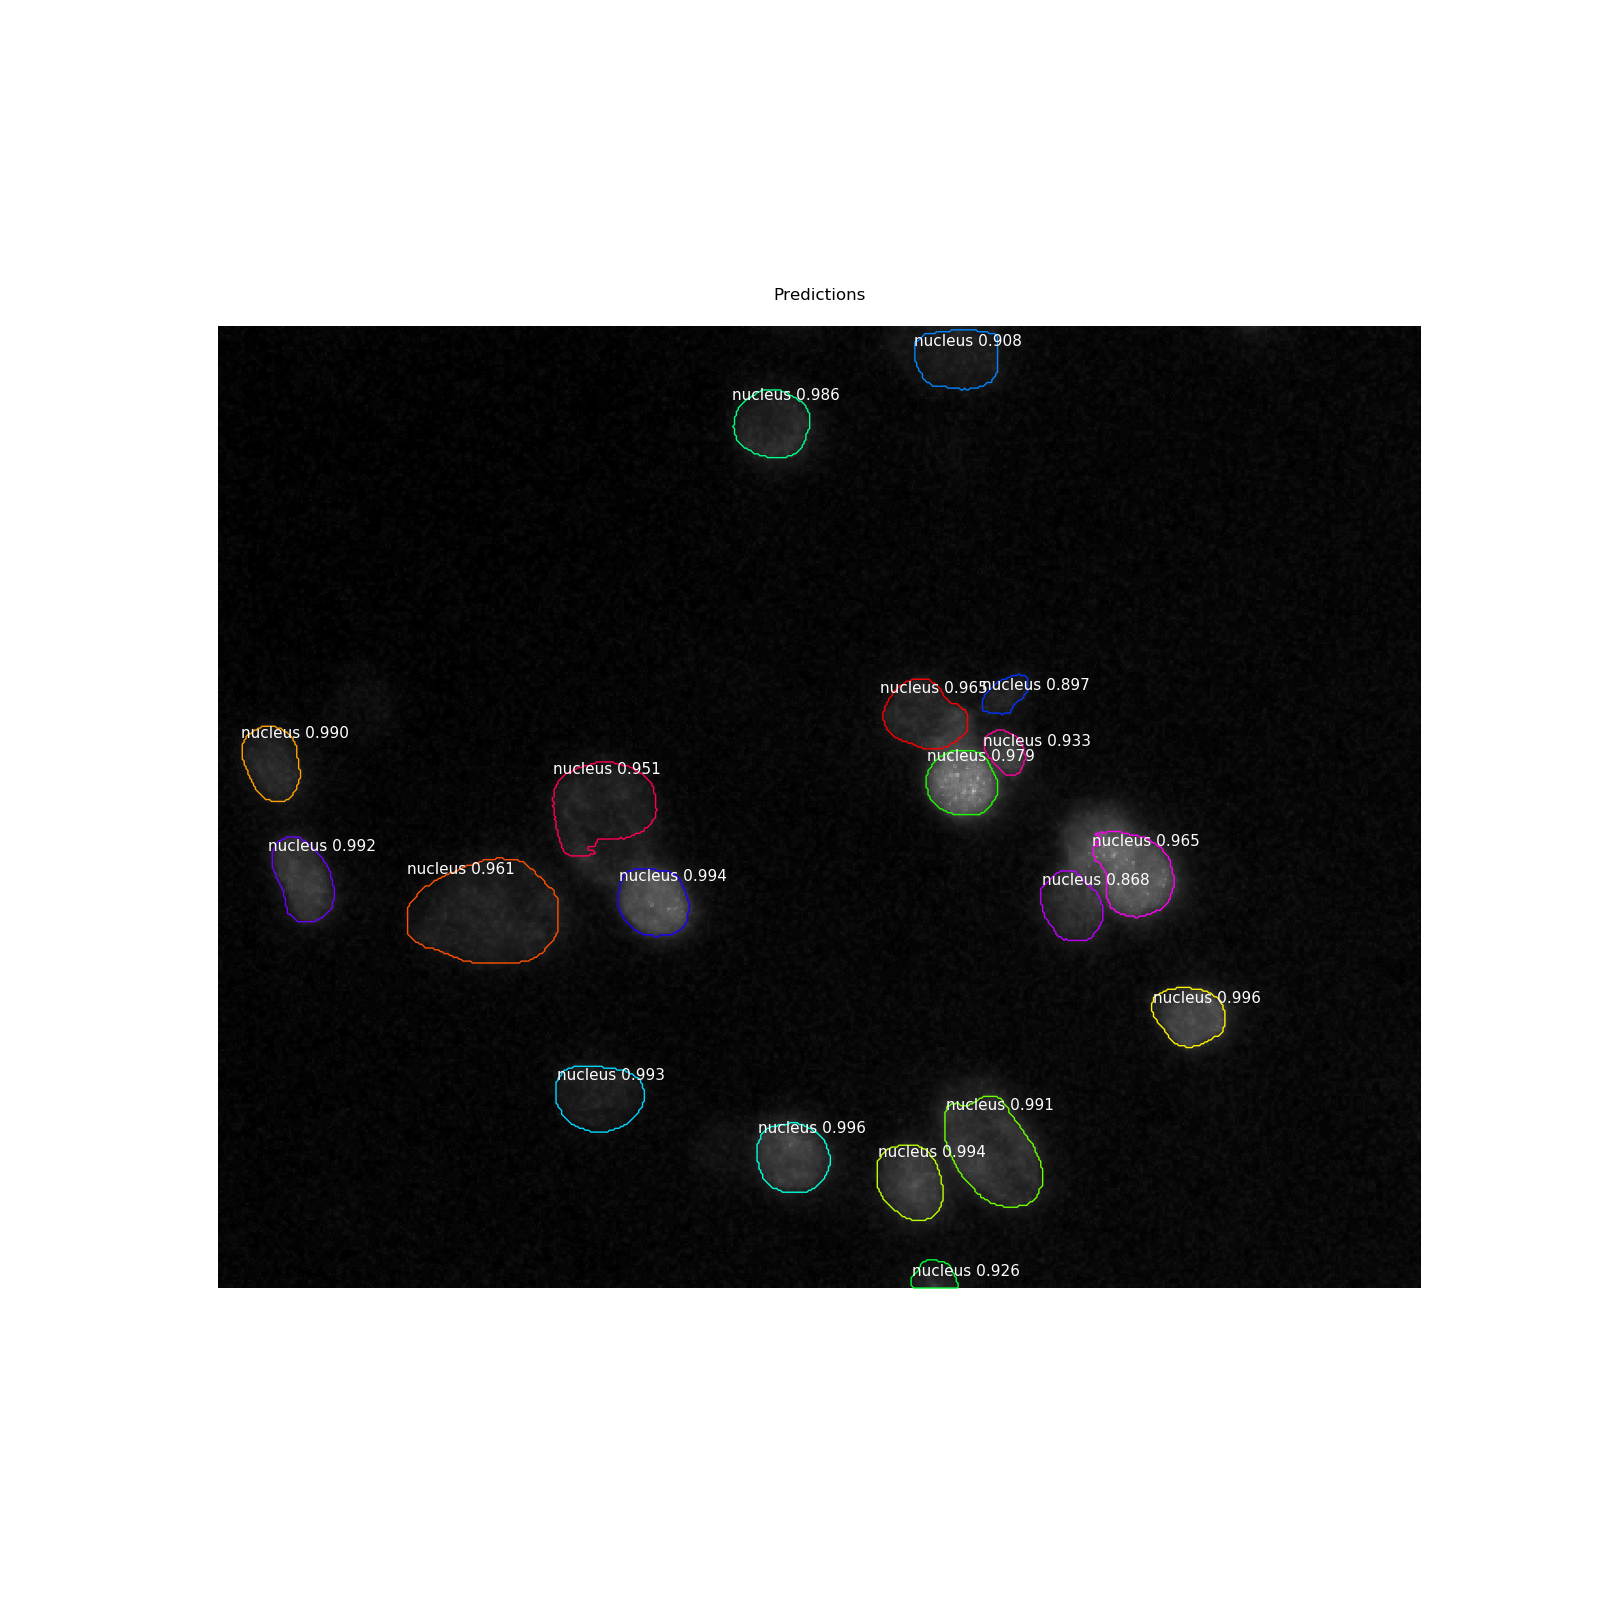 Predictions
nucleus 0.908
nucleus 0.986
nucleus 0.897
nucleus 0.965
nucleus 0.990
nucleus 0.933
nucleus 0.979
nucleus 0.951
nucleus 0.965
nucleus 0.992
nucleus 0.961
nucleus 0.994
nucleus 0.868
nucleus 0.996
nucleus 0.993
nucleus 0.991
nucleus 0.996
nucleus 0.994
nucleus 0.926